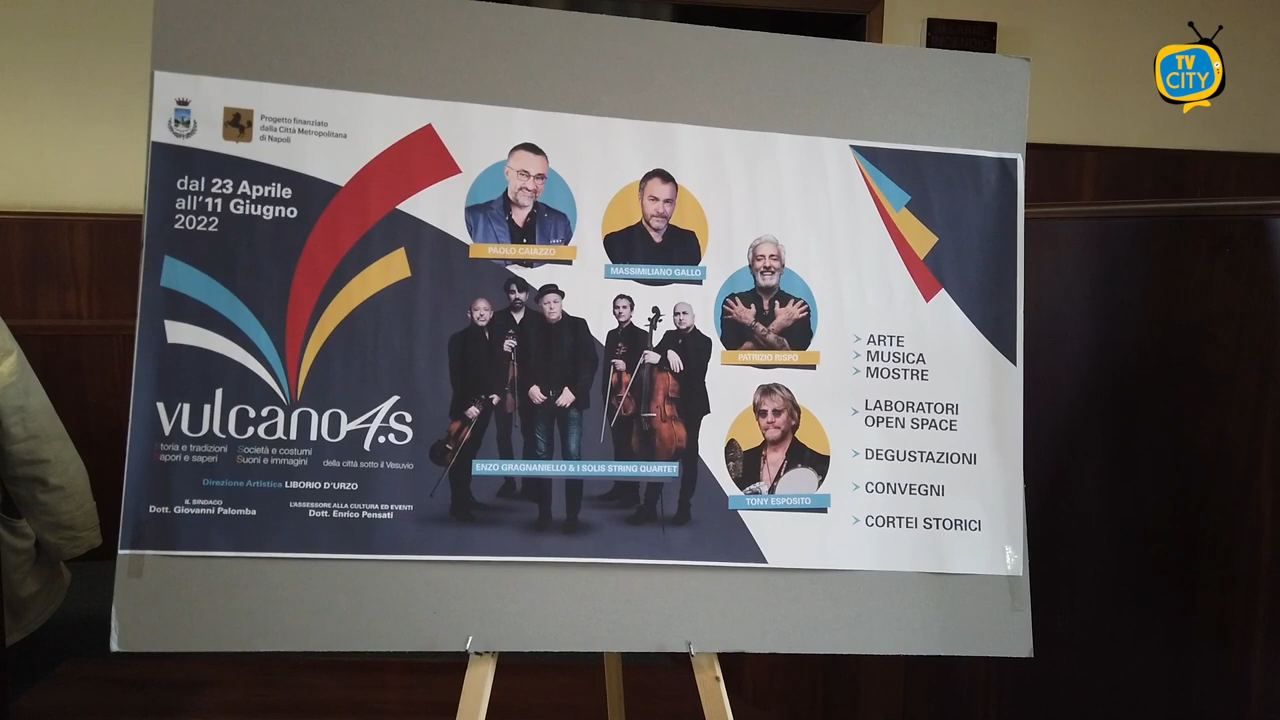 TV
CITY
Progetto finanziato
dalla Città Metropolitana
di Napoli
dal 23 Aprile
all'11 Giugno
2022
PAOLO CAIAZZO
MASSIMILIANO GALLO
PATRIZIO RISPO
TONY ESPOSITO
ENZO GRAGNANIELLO & I SOLIS STRING QUARTET
vulcano4.s
Storia e tradizioni Società e costumi
Sapori e saperi Suoni e immagini della città sotto il Vesuvio
Direzione Artistica LIBORIO D'URZO
IL SINDACO
Dott. Giovanni Palomba
L'ASSESSORE ALLA CULTURA ED EVENTI
Dott. Enrico Pensati
ARTE
MUSICA
MOSTRE
LABORATORI
OPEN SPACE
DEGUSTAZIONI
CONVEGNI
CORTEI STORICI